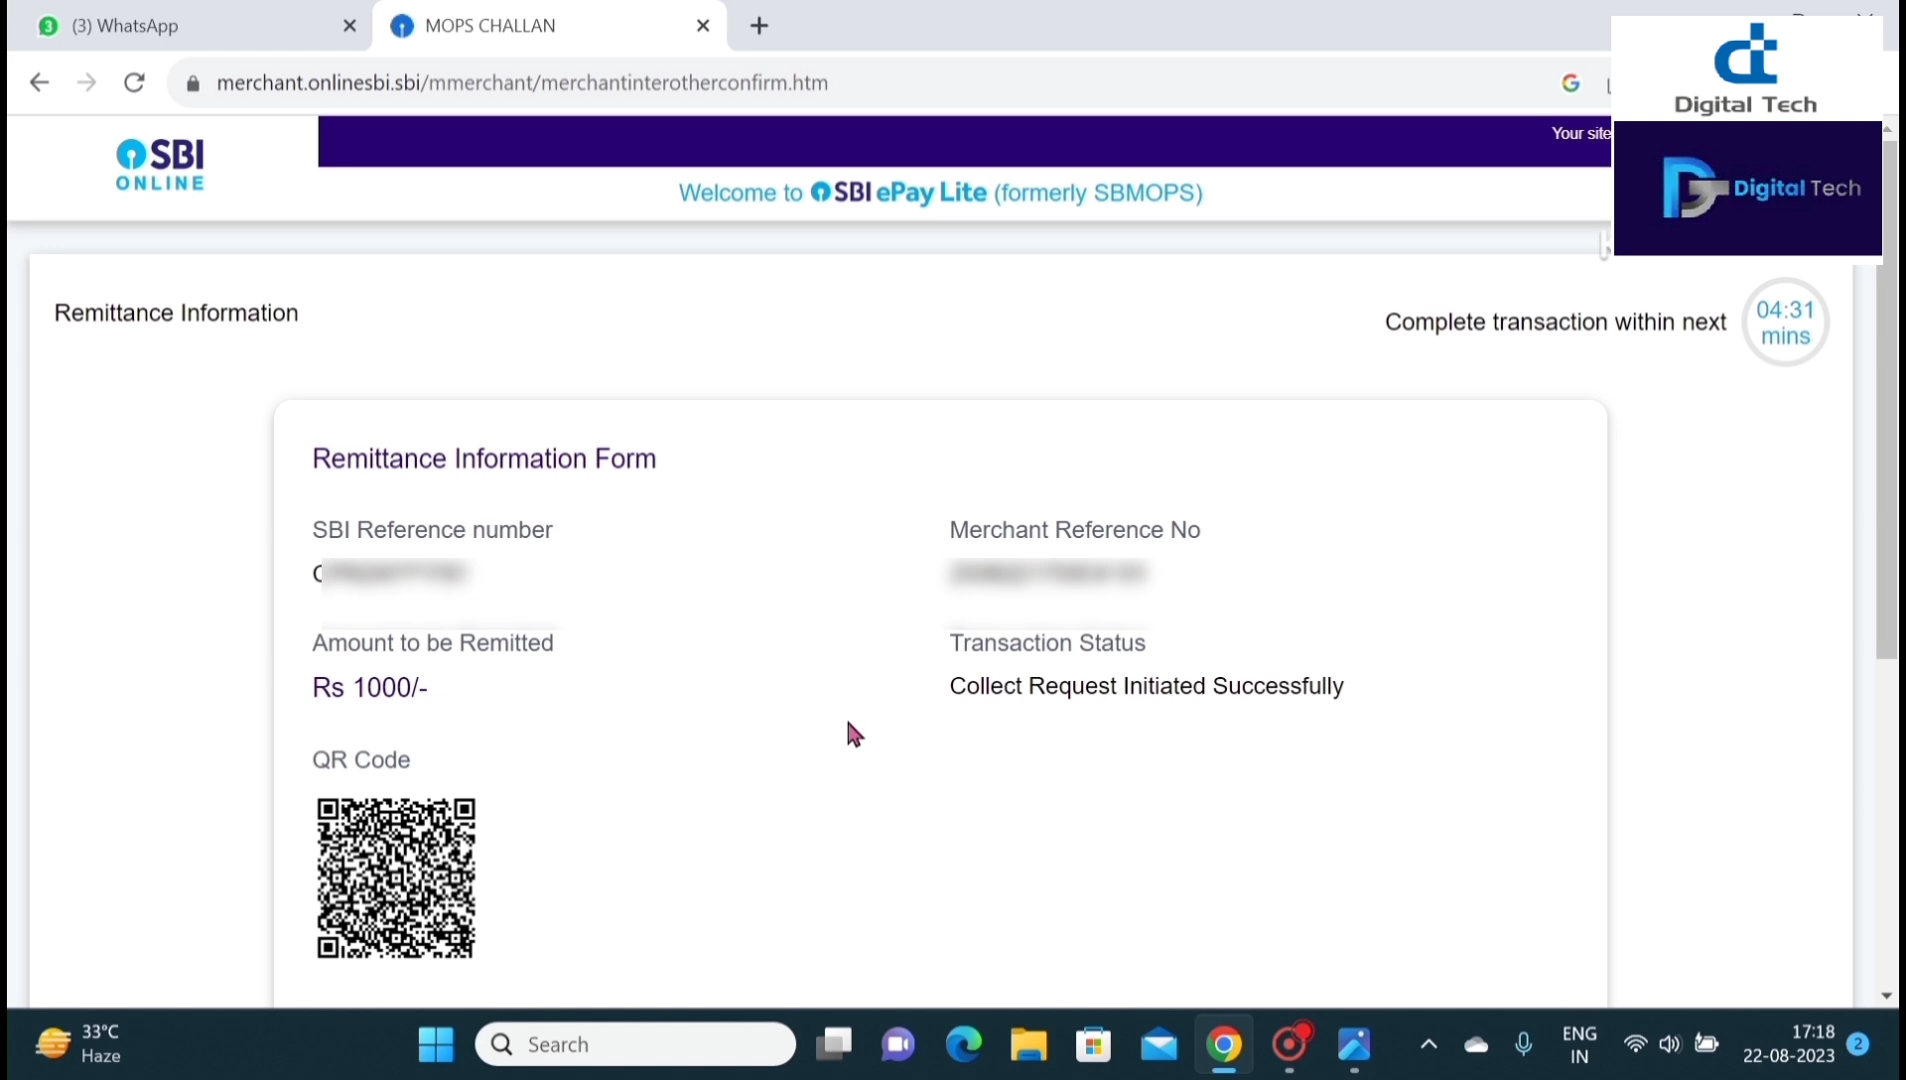 3 (3) WhatsApp
MOPS CHALLAN
merchant.onlinesbi.sbi/mmerchant/merchantinterotherconfirm.htm
dt
Digital Tech
SBI
ONLINE
Your site
Welcome to SBI ePay Lite (formerly SBMOPS)
Digital Tech
Remittance Information
Complete transaction within next
04:31
mins
Remittance Information Form
SBI Reference number
Merchant Reference No
Amount to be Remitted
Transaction Status
Rs 1000/-
Collect Request Initiated Successfully
QR Code
33°C
Haze
Search
ENG
IN
17:18
22-08-2023
2